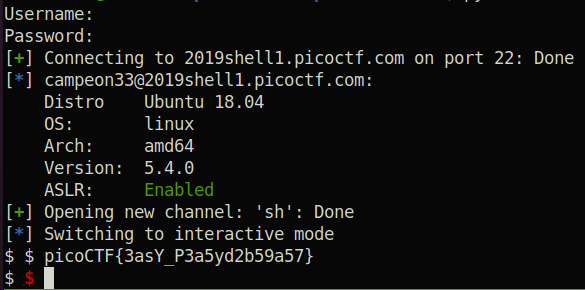 Username:
Password:
[+] Connecting to 2019shell1.picoctf.com on port 22: Done
[*] campeon33@2019shell1.picoctf.com:
    Distro    Ubuntu 18.04
    OS:       linux
    Arch:     amd64
    Version:  5.4.0
    ASLR:     Enabled
[+] Opening new channel: 'sh': Done
[*] Switching to interactive mode
$ $ picoCTF{3asY_P3a5yd2b59a57}
$ $